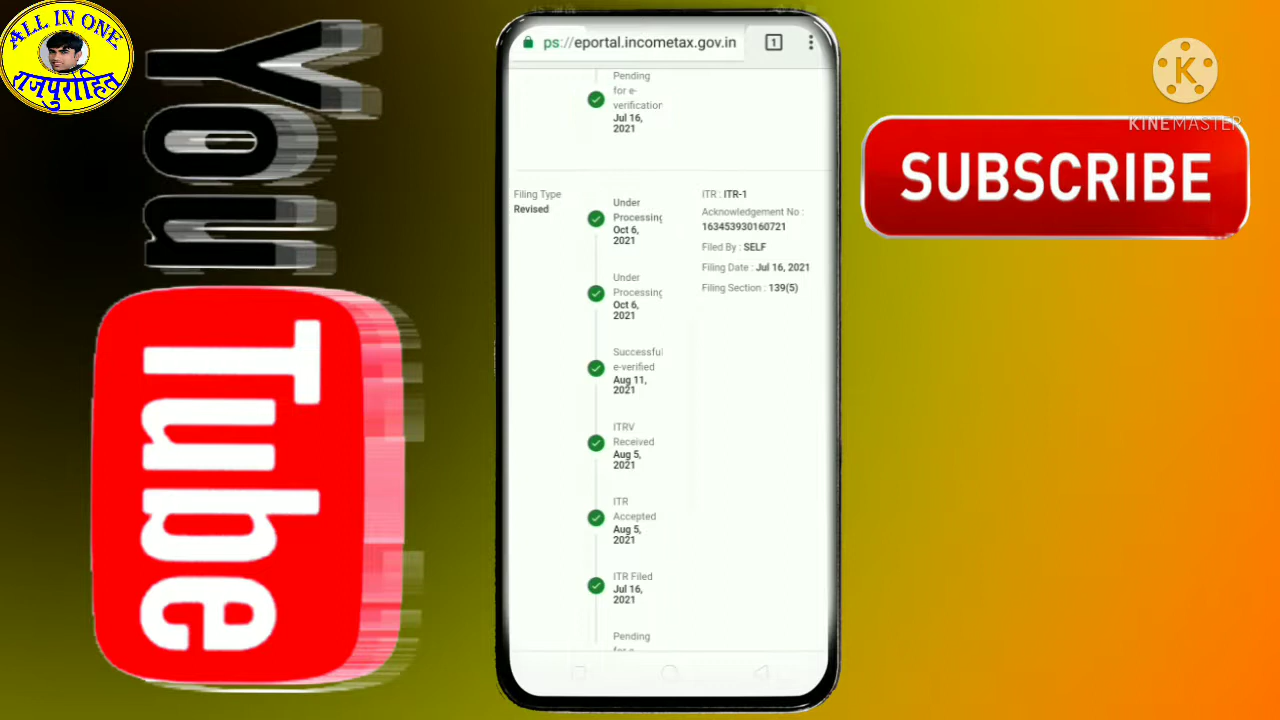 ALL IN ONE
राजपुरोहित
You
Tube
ps://eportal.incometax.gov.in
1
Pending
for e-
verification
Jul 16,
2021
Filing Type
Revised
Under
Processing
Oct 6,
2021
Under
Processing
Oct 6,
2021
Successful
e-verified
Aug 11,
2021
ITRV
Received
Aug 5,
2021
ITR
Accepted
Aug 5,
2021
ITR Filed
Jul 16,
2021
Pending
for e-
ITR : ITR-1
Acknowledgement No :
163453930160721
Filed By : SELF
Filing Date : Jul 16, 2021
Filing Section : 139(5)
K
KINEMASTER
SUBSCRIBE